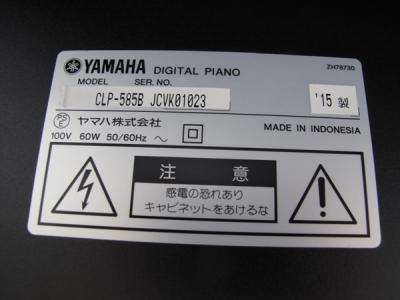 ZH78730
YAMAHA DIGITAL PIANO
MODEL SER. NO.
CLP-585B JCVK01023
'15 製
PS E
ヤマハ株式会社
100V 60W 50/60Hz ～
MADE IN INDONESIA
注 意
感電の恐れあり
キャビネットをあけるな